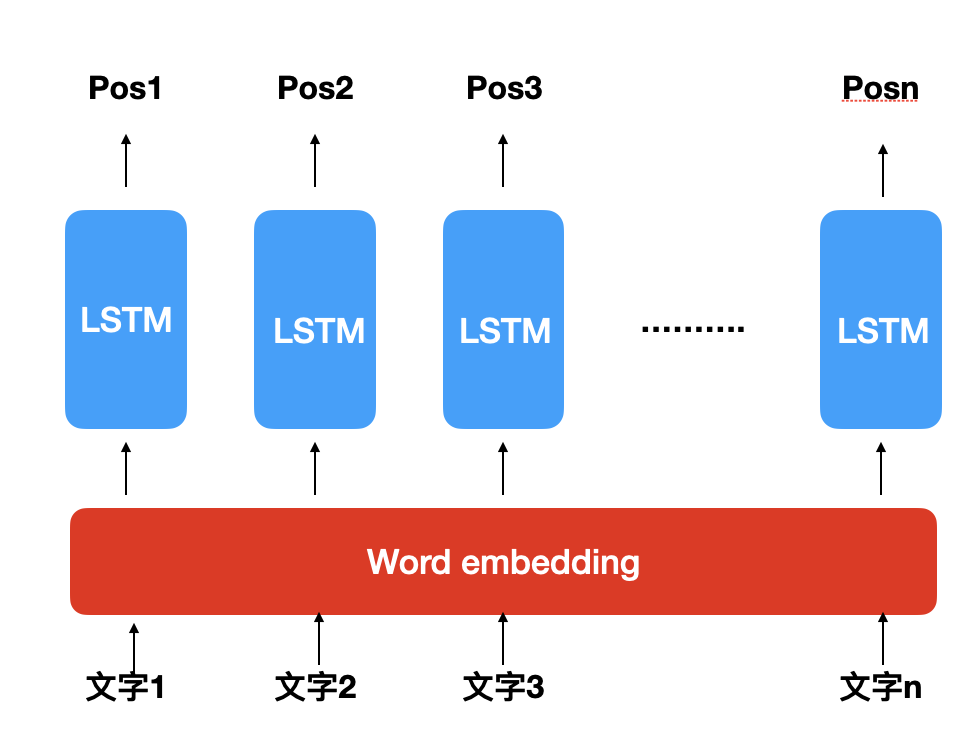 Pos1 Pos2 Pos3 Posn
LSTM LSTM LSTM .......... LSTM
Word embedding
文字1 文字2 文字3 文字n